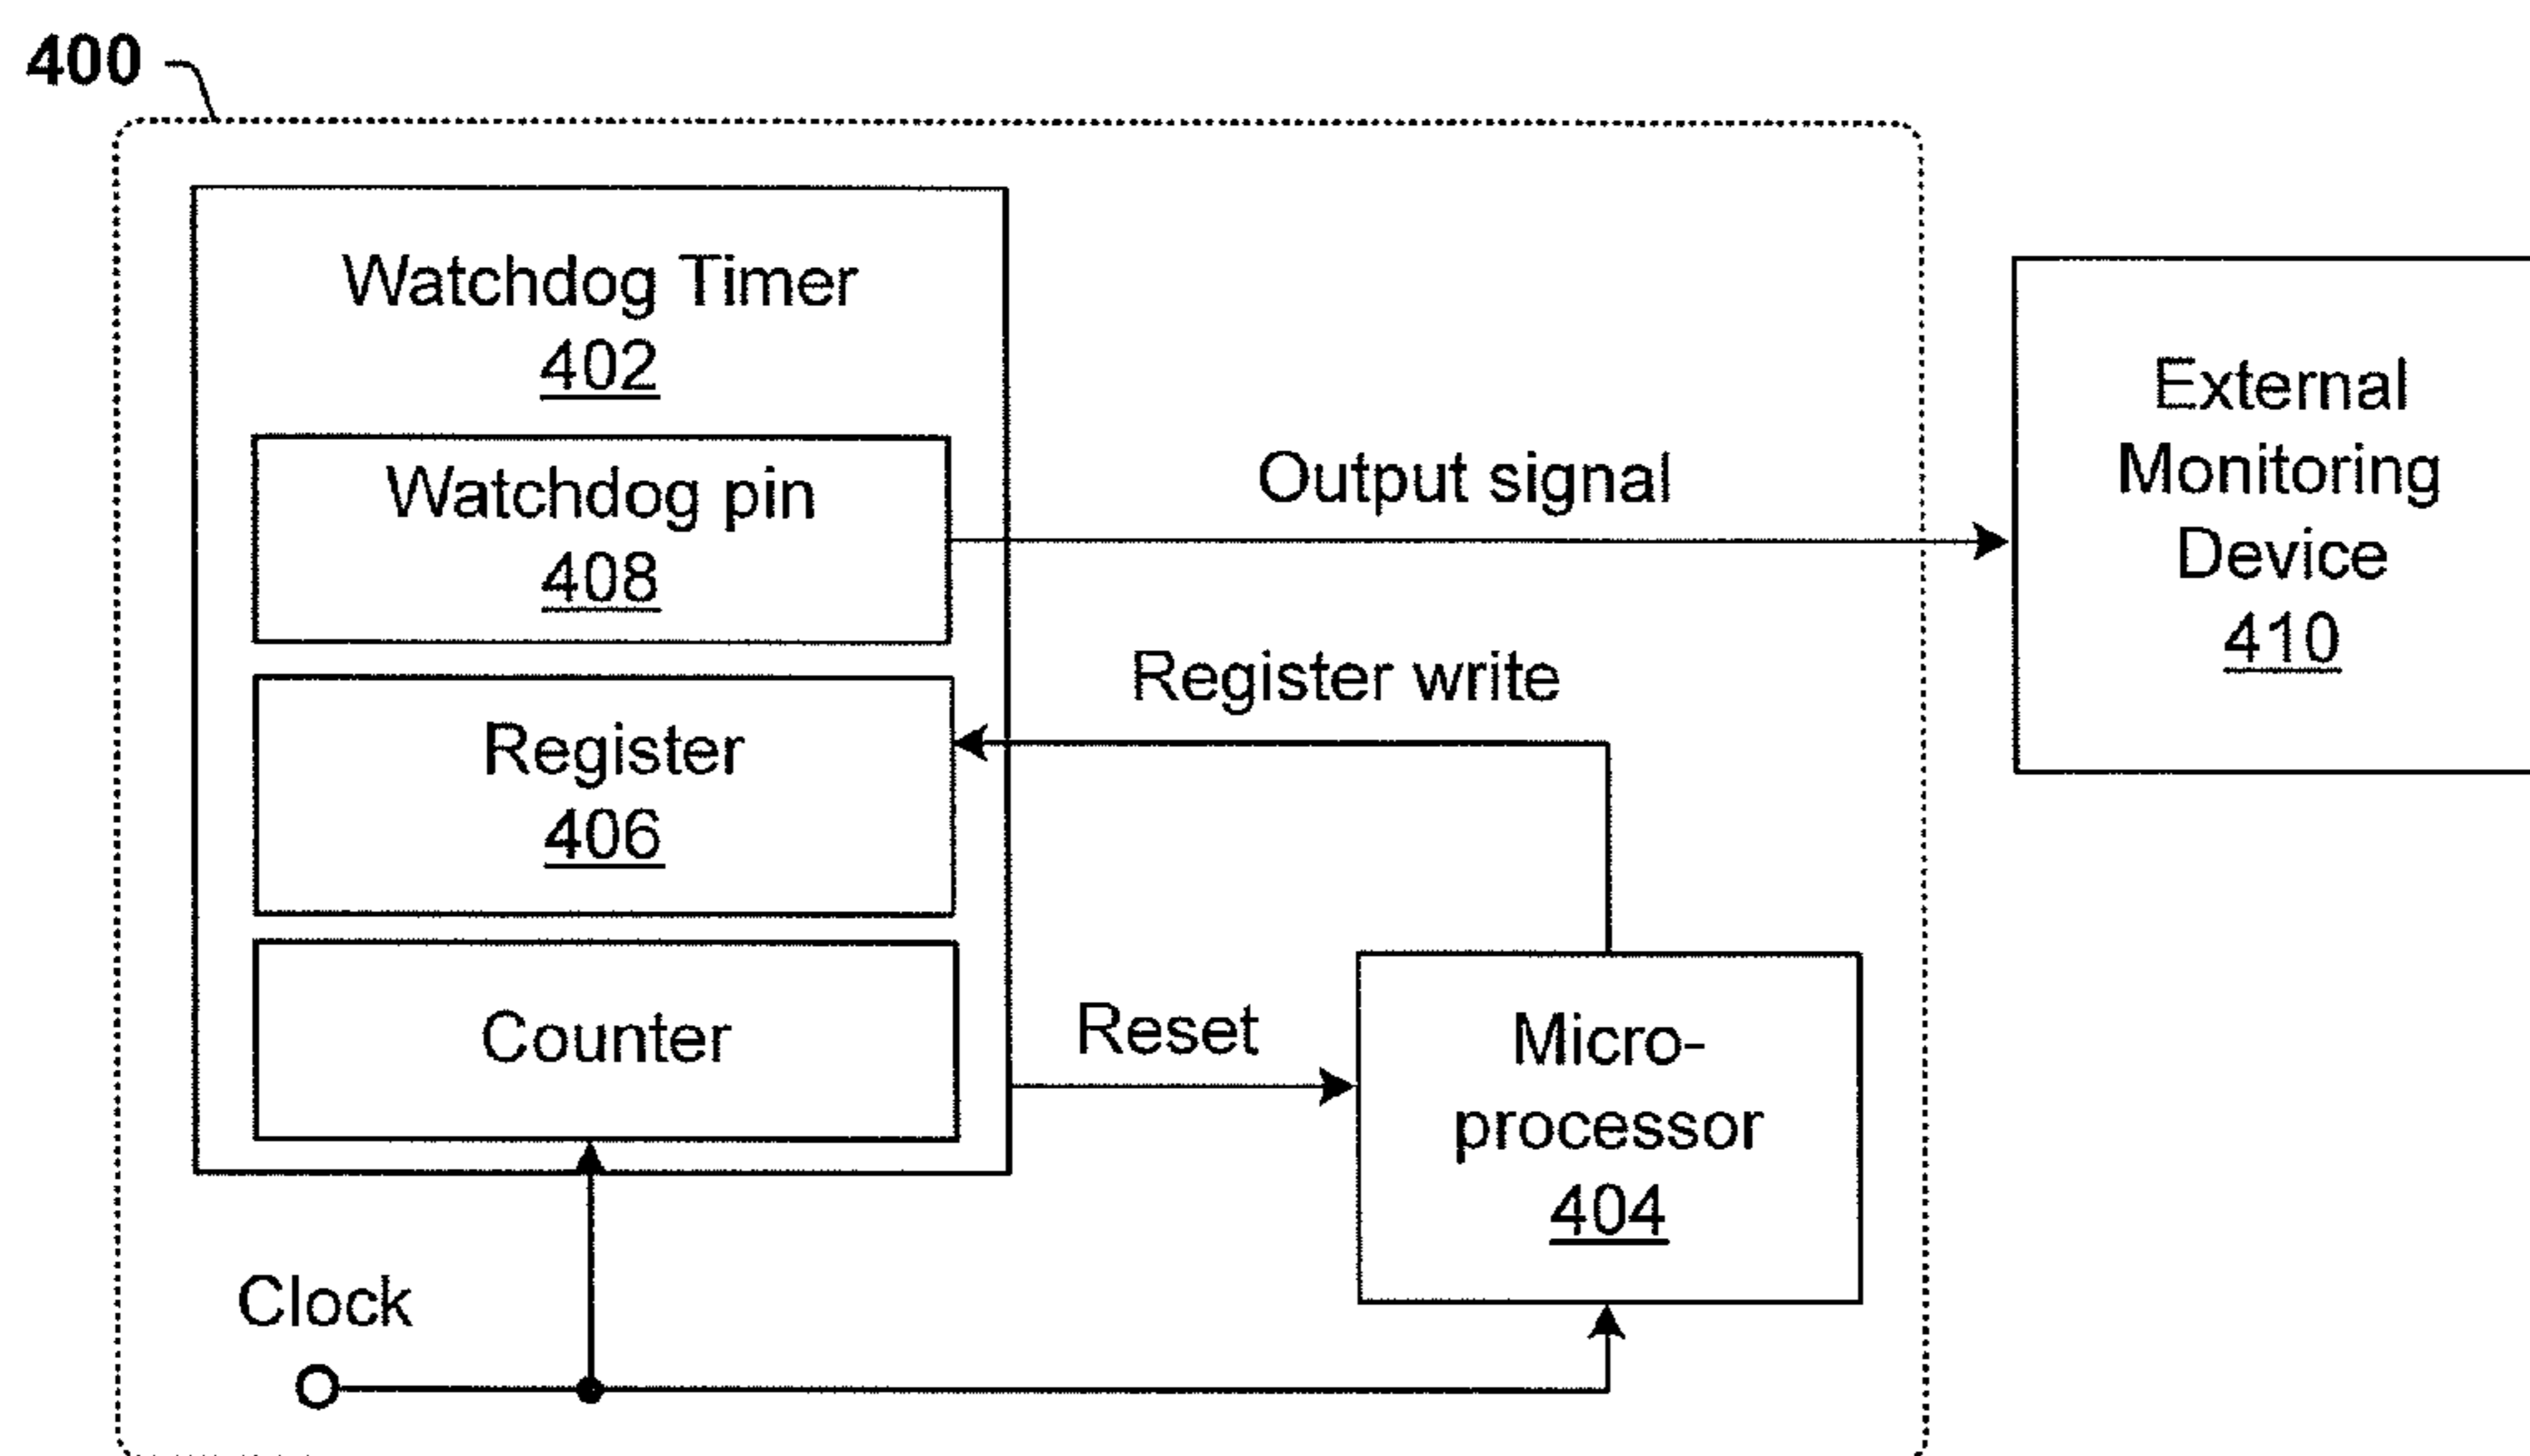 400
Watchdog Timer
402
Watchdog pin
408
Output signal
External
Monitoring
Device
410
Register write
Register
406
Counter
Reset
Micro-
processor
404
Clock